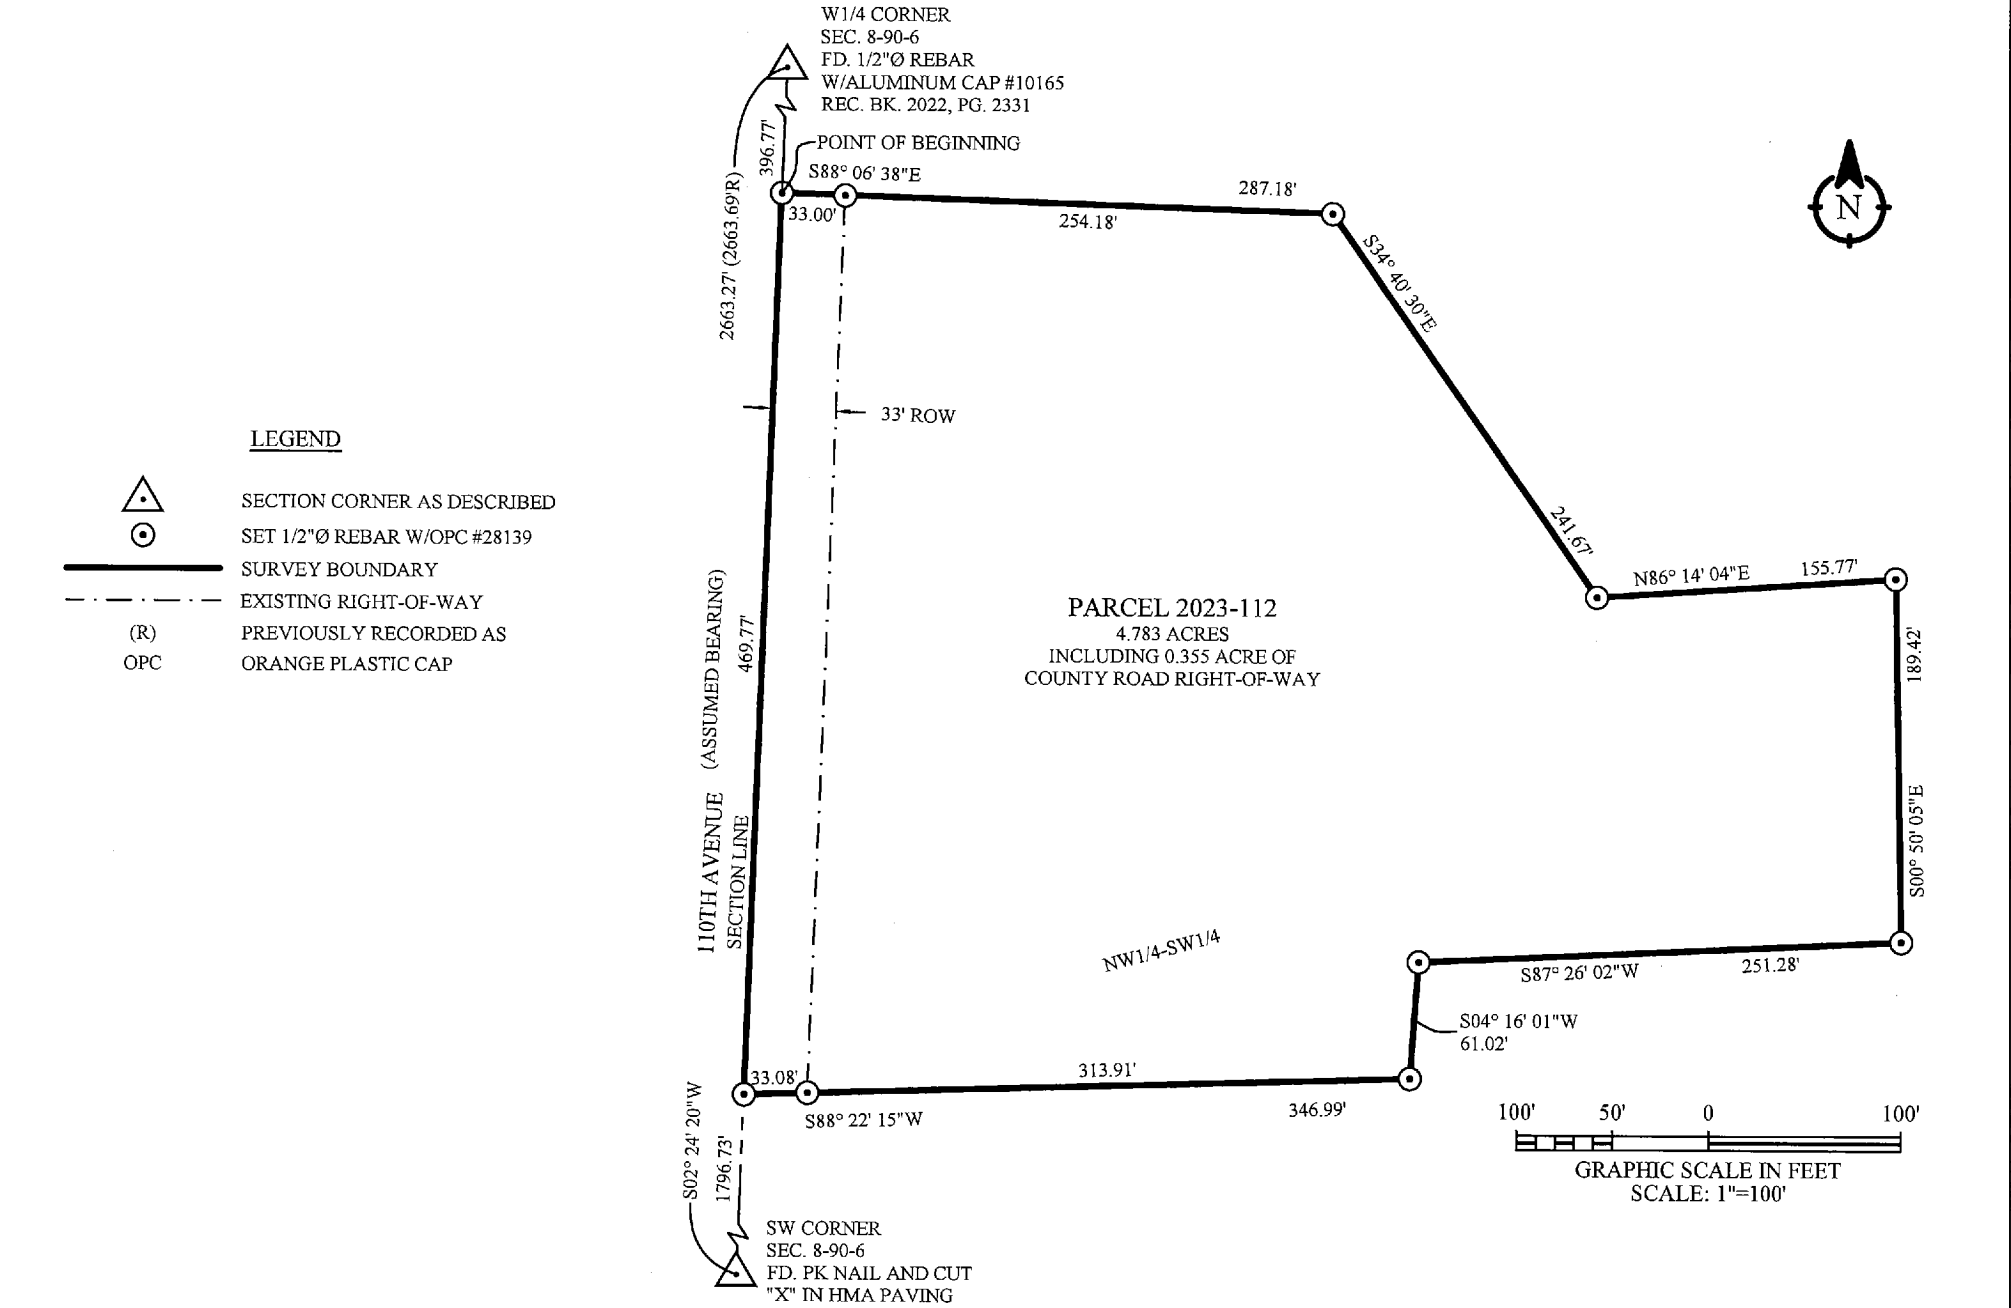 W1/4 CORNER
SEC. 8-90-6
FD. 1/2"Ø REBAR
W/ALUMINUM CAP #10165
REC. BK. 2022, PG. 2331
396.77'
POINT OF BEGINNING
S88° 06' 38"E
287.18'
33.00'
254.18'
2663.27' (2663.69'R)
N
S34° 40' 30"E
241.67'
33' ROW
LEGEND
SECTION CORNER AS DESCRIBED
SET 1/2"Ø REBAR W/OPC #28139
SURVEY BOUNDARY
EXISTING RIGHT-OF-WAY
(R) PREVIOUSLY RECORDED AS
OPC ORANGE PLASTIC CAP
N86° 14' 04"E
155.77'
189.42'
S00° 50' 05"E
PARCEL 2023-112
4.783 ACRES
INCLUDING 0.355 ACRE OF
COUNTY ROAD RIGHT-OF-WAY
469.77'
(ASSUMED BEARING)
110TH AVENUE
SECTION LINE
NW1/4-SW1/4
S87° 26' 02"W
251.28'
S04° 16' 01"W
61.02'
33.08'
313.91'
S88° 22' 15"W
346.99'
S02° 24' 20"W
1796.73'
100' 50' 0 100'
GRAPHIC SCALE IN FEET
SCALE: 1"=100'
SW CORNER
SEC. 8-90-6
FD. PK NAIL AND CUT
"X" IN HMA PAVING